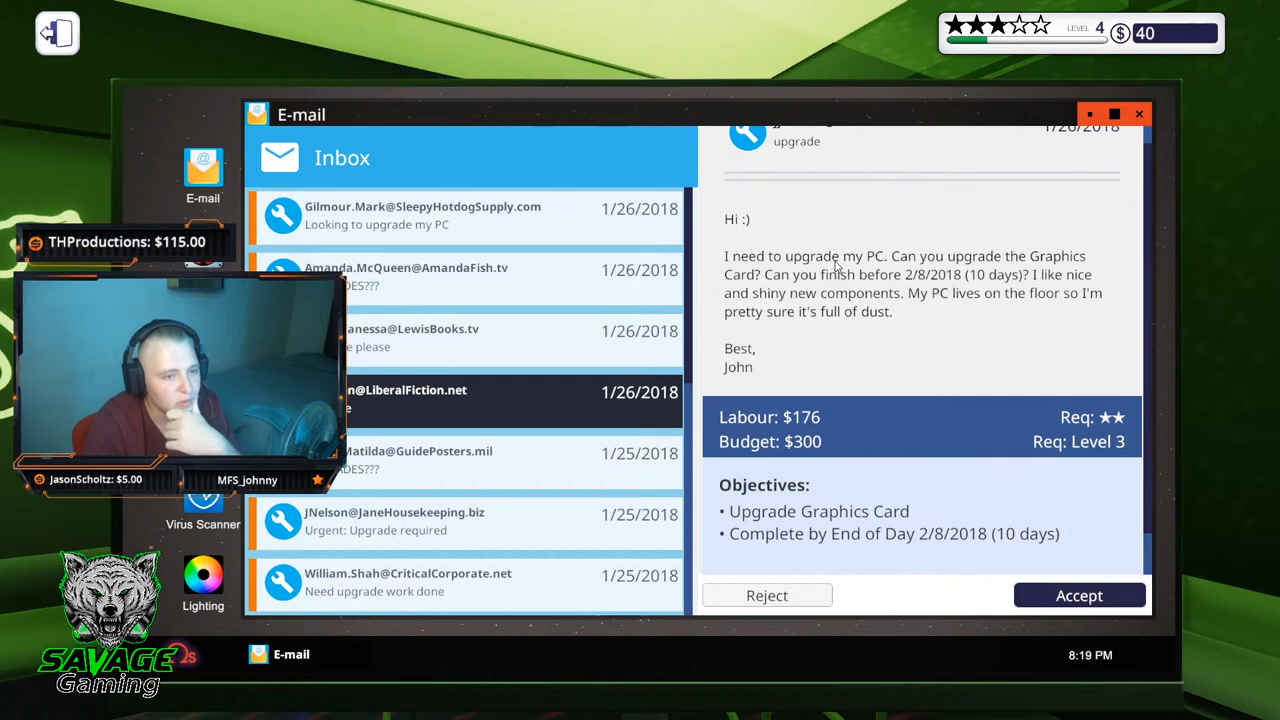 LEVEL 4
$ 40
E-mail
Inbox
E-mail
Virus Scanner
Lighting
Gilmour.Mark@SleepyHotdogSupply.com 1/26/2018
Looking to upgrade my PC
Amanda.McQueen@AmandaFish.tv 1/26/2018
DES???
anessa@LewisBooks.tv 1/26/2018
e please
n@LiberalFiction.net 1/26/2018
e
Matilda@GuidePosters.mil 1/25/2018
DES???
JNelson@JaneHousekeeping.biz 1/25/2018
Urgent: Upgrade required
William.Shah@CriticalCorporate.net 1/25/2018
Need upgrade work done
1/26/2018
upgrade
Hi :)
I need to upgrade my PC. Can you upgrade the Graphics
Card? Can you finish before 2/8/2018 (10 days)? I like nice
and shiny new components. My PC lives on the floor so I'm
pretty sure it's full of dust.
Best,
John
Labour: $176 Req: ★★
Budget: $300 Req: Level 3
Objectives:
• Upgrade Graphics Card
• Complete by End of Day 2/8/2018 (10 days)
Reject Accept
THProductions: $115.00
JasonScholtz: $5.00 MFS_johnny
SAVAGE
Gaming
E-mail
8:19 PM